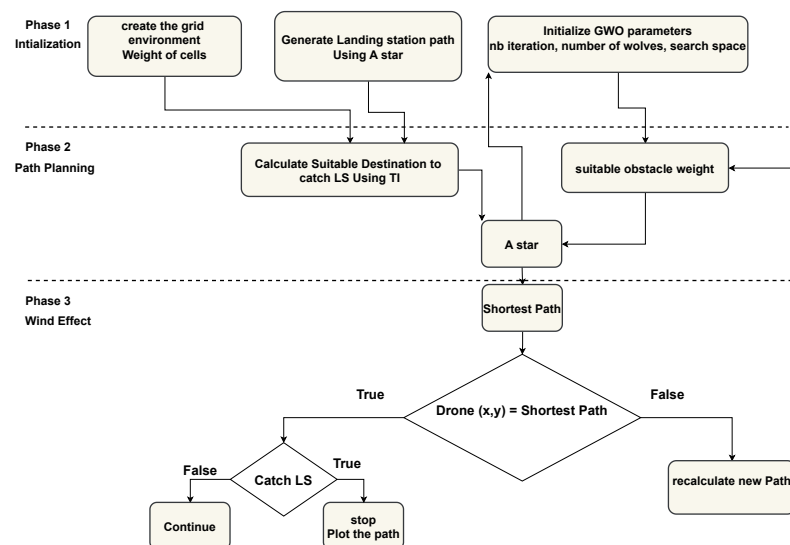 Phase 1
Intialization
create the grid
environment
Weight of cells
Generate Landing station path
Using A star
Initialize GWO parameters
nb iteration, number of wolves, search space
Phase 2
Path Planning
Calculate Suitable Destination to
catch LS Using TI
suitable obstacle weight
A star
Phase 3
Wind Effect
Shortest Path
True
False
Drone (x,y) = Shortest Path
False
True
Catch LS
recalculate new Path
Continue
stop
Plot the path